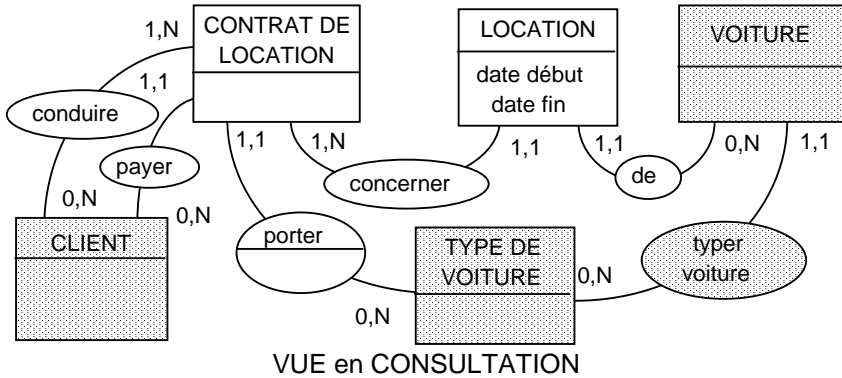 CONTRAT DE
LOCATION
LOCATION
date début
date fin
VOITURE
1,N
1,1
conduire
payer
1,1
1,N
concerner
1,1
1,1
de
0,N
1,1
0,N
0,N
CLIENT
porter
0,N
TYPE DE
VOITURE
0,N
typer
voiture
VUE en CONSULTATION